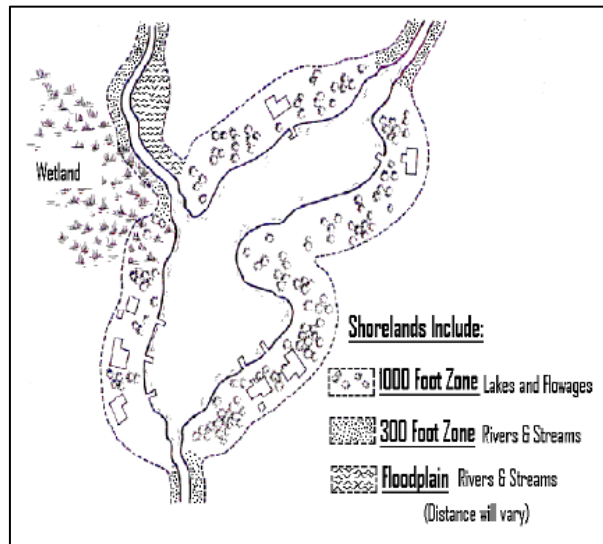 Wetland
Shorelands Include:
1000 Foot Zone Lakes and Flowages
300 Foot Zone Rivers & Streams
Floodplain Rivers & Streams
(Distance will vary)